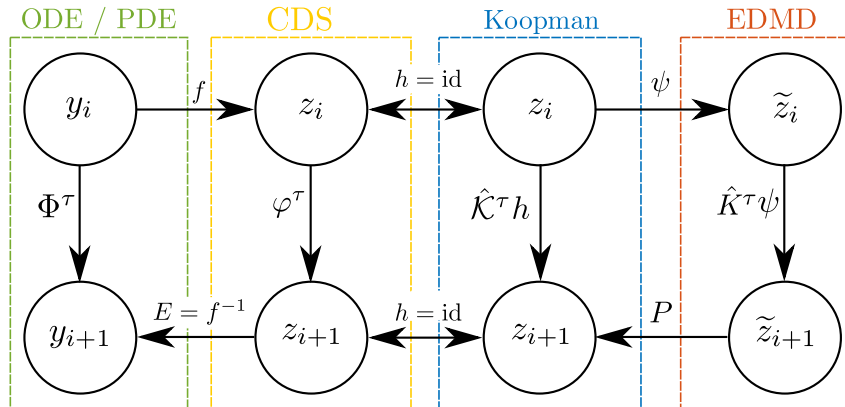 ODE / PDE CDS Koopman EDMD
y_i f z_i h = id z_i ψ z̃_i
Φ^τ φ^τ 𝒦̂^τ h K̂^τ ψ
y_{i+1} E = f^{-1} z_{i+1} h = id z_{i+1} P z̃_{i+1}